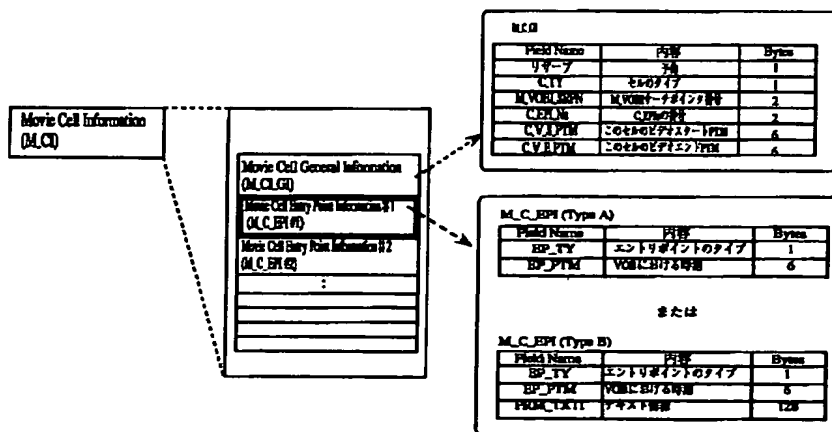 Movie Cell Information
(M_CI)
Movie Cell General Information
(M_CI_GI)
Movie Cell Entry Point Information #1
(M_C_EPI #1)
Movie Cell Entry Point Information #2
(M_C_EPI #2)
⋮
Field Name 内容 Bytes
リザーブ 予備 1
C_TY セルのタイプ 1
M_VOBI_SRPN M_VOBIサーチポインタ番号 2
C_EPI_Ns C_EPIの番号 2
C_V_S_PTM このセルのビデオスタートPTM 6
C_V_E_PTM このセルのビデオエンドPTM 6
M_C_EPI (Type A)
Field Name 内容 Bytes
EP_TY エントリポイントのタイプ 1
EP_PTM VOBにおける時刻 6
または
M_C_EPI (Type B)
Field Name 内容 Bytes
EP_TY エントリポイントのタイプ 1
EP_PTM VOBにおける時刻 6
PRM_TXTI テキスト情報 128